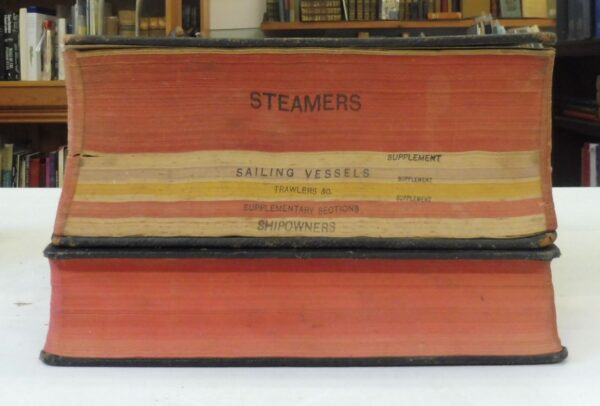 STEAMERS
SUPPLEMENT
SAILING VESSELS
SUPPLEMENT
TRAWLERS &c.
SUPPLEMENT
SUPPLEMENTARY SECTIONS
SHIPOWNERS